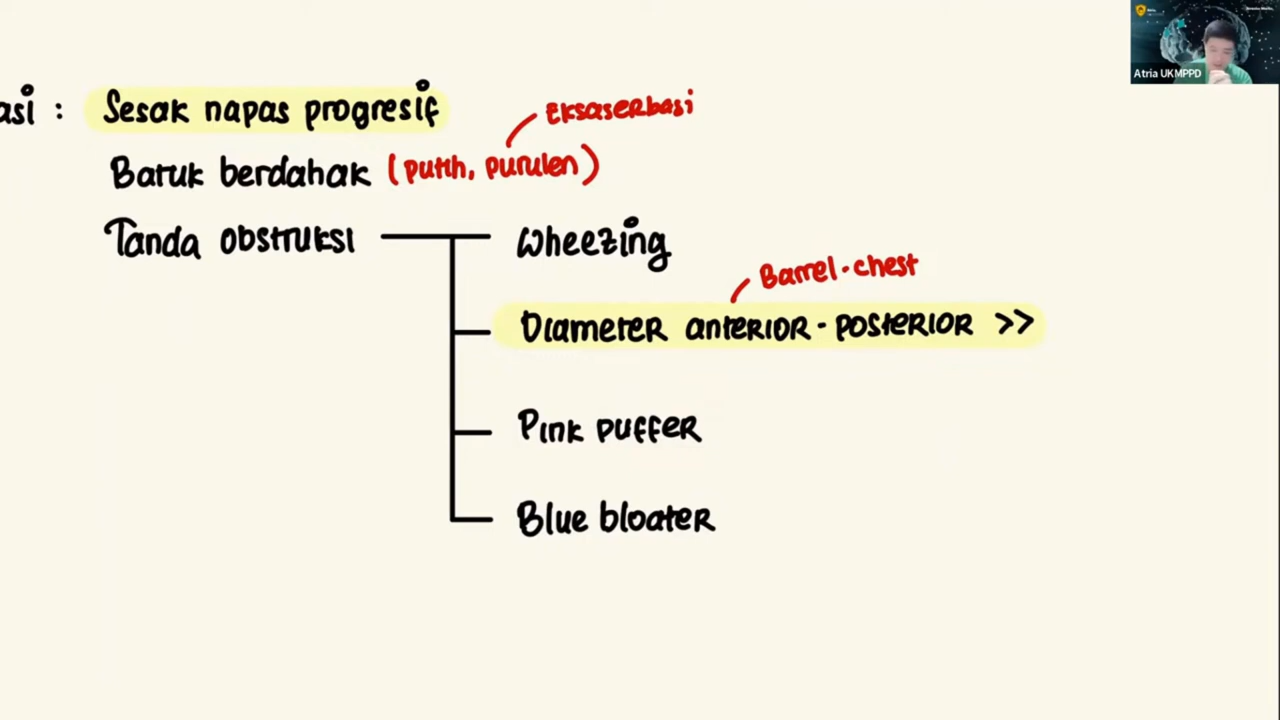 asi : Sesak napas progresif
Eksaserbasi
Batuk berdahak (putih, purulen)
Tanda obstruksi
Wheezing
Barrel-chest
Diameter anterior-posterior >>
Pink puffer
Blue bloater
Atria UKMPPD